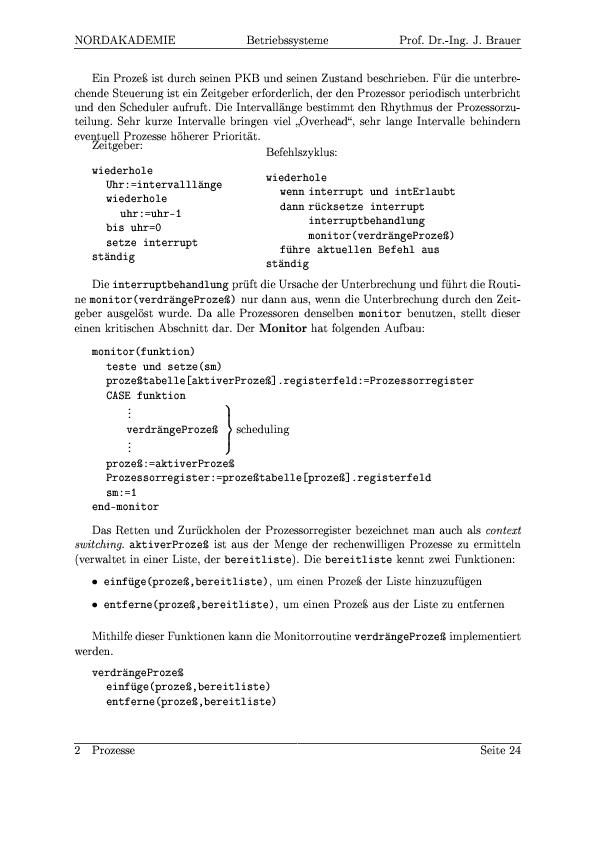 NORDAKADEMIE Betriebssysteme Prof. Dr.-Ing. J. Brauer
Ein Prozeß ist durch seinen PKB und seinen Zustand beschrieben. Für die unterbre-
chende Steuerung ist ein Zeitgeber erforderlich, der den Prozessor periodisch unterbricht
und den Scheduler aufruft. Die Intervallänge bestimmt den Rhythmus der Prozessorzu-
teilung. Sehr kurze Intervalle bringen viel „Overhead“, sehr lange Intervalle behindern
eventuell Prozesse höherer Priorität.
Zeitgeber:
wiederhole
Uhr:=intervalllänge
wiederhole
uhr:=uhr-1
bis uhr=0
setze interrupt
ständig
Befehlszyklus:
wiederhole
wenn interrupt und intErlaubt
dann rücksetze interrupt
interruptbehandlung
monitor(verdrängeProzeß)
führe aktuellen Befehl aus
ständig
Die interruptbehandlung prüft die Ursache der Unterbrechung und führt die Routi-
ne monitor(verdrängeProzeß) nur dann aus, wenn die Unterbrechung durch den Zeit-
geber ausgelöst wurde. Da alle Prozessoren denselben monitor benutzen, stellt dieser
einen kritischen Abschnitt dar. Der Monitor hat folgenden Aufbau:
monitor(funktion)
teste und setze(sm)
prozeßtabelle[aktiverProzeß].registerfeld:=Prozessorregister
CASE funktion
⋮
verdrängeProzeß } scheduling
⋮
prozeß:=aktiverProzeß
Prozessorregister:=prozeßtabelle[prozeß].registerfeld
sm:=1
end-monitor
Das Retten und Zurückholen der Prozessorregister bezeichnet man auch als context
switching. aktiverProzeß ist aus der Menge der rechenwilligen Prozesse zu ermitteln
(verwaltet in einer Liste, der bereitliste). Die bereitliste kennt zwei Funktionen:
• einfüge(prozeß,bereitliste), um einen Prozeß der Liste hinzuzufügen
• entferne(prozeß,bereitliste), um einen Prozeß aus der Liste zu entfernen
Mithilfe dieser Funktionen kann die Monitorroutine verdrängeProzeß implementiert
werden.
verdrängeProzeß
einfüge(prozeß,bereitliste)
entferne(prozeß,bereitliste)
2 Prozesse Seite 24